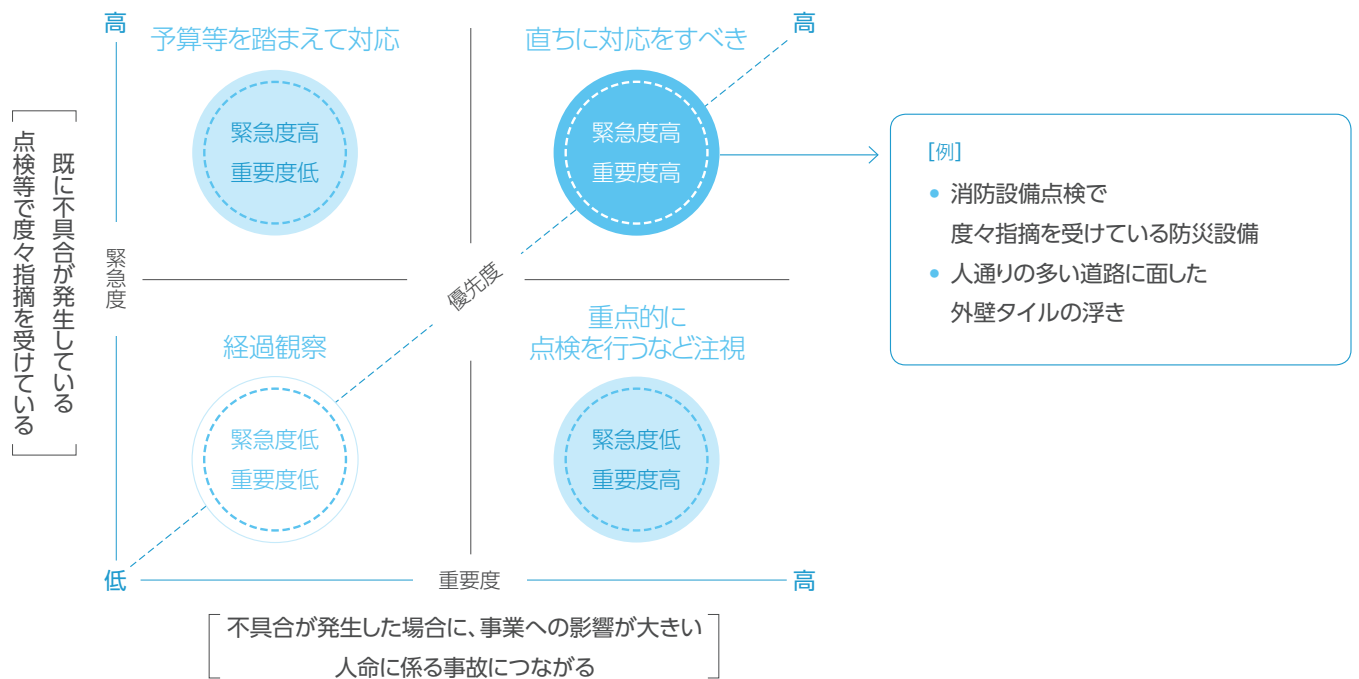 高
予算等を踏まえて対応
直ちに対応をすべき
高
緊急度高
重要度低
緊急度高
重要度高
[例]
• 消防設備点検で
度々指摘を受けている防災設備
• 人通りの多い道路に面した
外壁タイルの浮き
既に不具合が発生している
点検等で度々指摘を受けている
緊急度
優先度
経過観察
重点的に
点検を行うなど注視
緊急度低
重要度低
緊急度低
重要度高
低
重要度
高
不具合が発生した場合に、事業への影響が大きい
人命に係る事故につながる